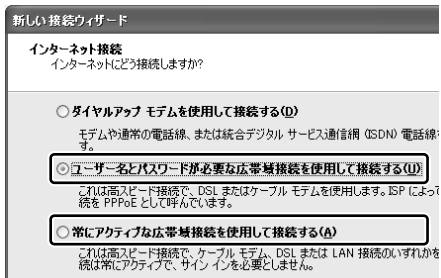 新しい接続ウィザード
インターネット接続
インターネットにどう接続しますか?
ダイヤルアップ モデムを使用して接続する(D)
モデムや通常の電話線、または統合デジタル サービス通信網 (ISDN) 電話線
す。
ユーザー名とパスワードが必要な広帯域接続を使用して接続する(U)
これは高スピード接続で、DSL またはケーブル モデムを使用します。ISP によって
続を PPPoE として呼んでいます。
常にアクティブな広帯域接続を使用して接続する(A)
これは高スピード接続で、ケーブル モデム、DSL または LAN 接続のいずれかを
続は常にアクティブで、サイン インを必要としません。